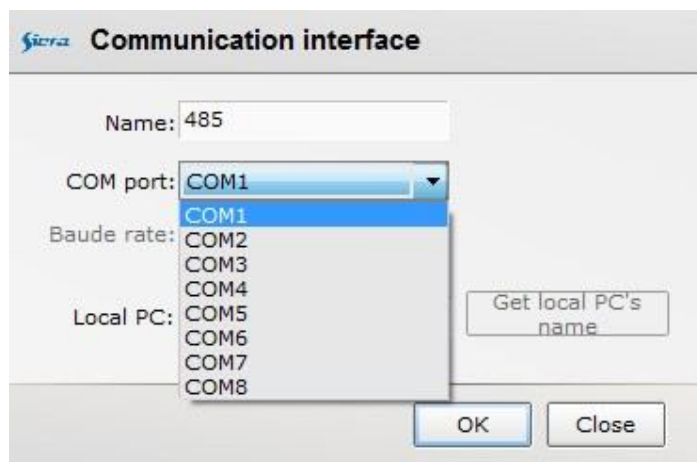 Siera Communication interface
Name: 485
COM port: COM1
COM1
Baude rate:
COM2
COM3
COM4
Local PC:
COM5
COM6
COM7
COM8
Get local PC's
name
OK
Close